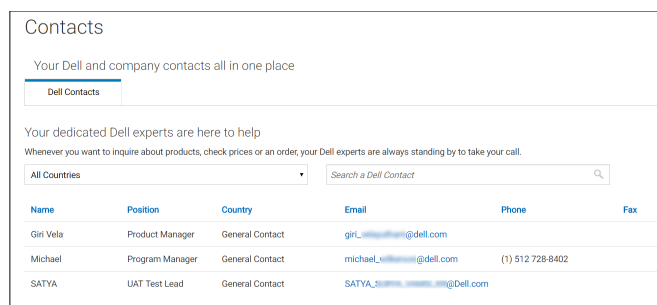 Contacts
Your Dell and company contacts all in one place
Dell Contacts
Your dedicated Dell experts are here to help
Whenever you want to inquire about products, check prices or an order, your Dell experts are always standing by to take your call.
All Countries Search a Dell Contact
Name Position Country Email Phone Fax
Giri Vela Product Manager General Contact giri_ @dell.com
Michael Program Manager General Contact michael_ @dell.com (1) 512 728-8402
SATYA UAT Test Lead General Contact SATYA_ @Dell.com